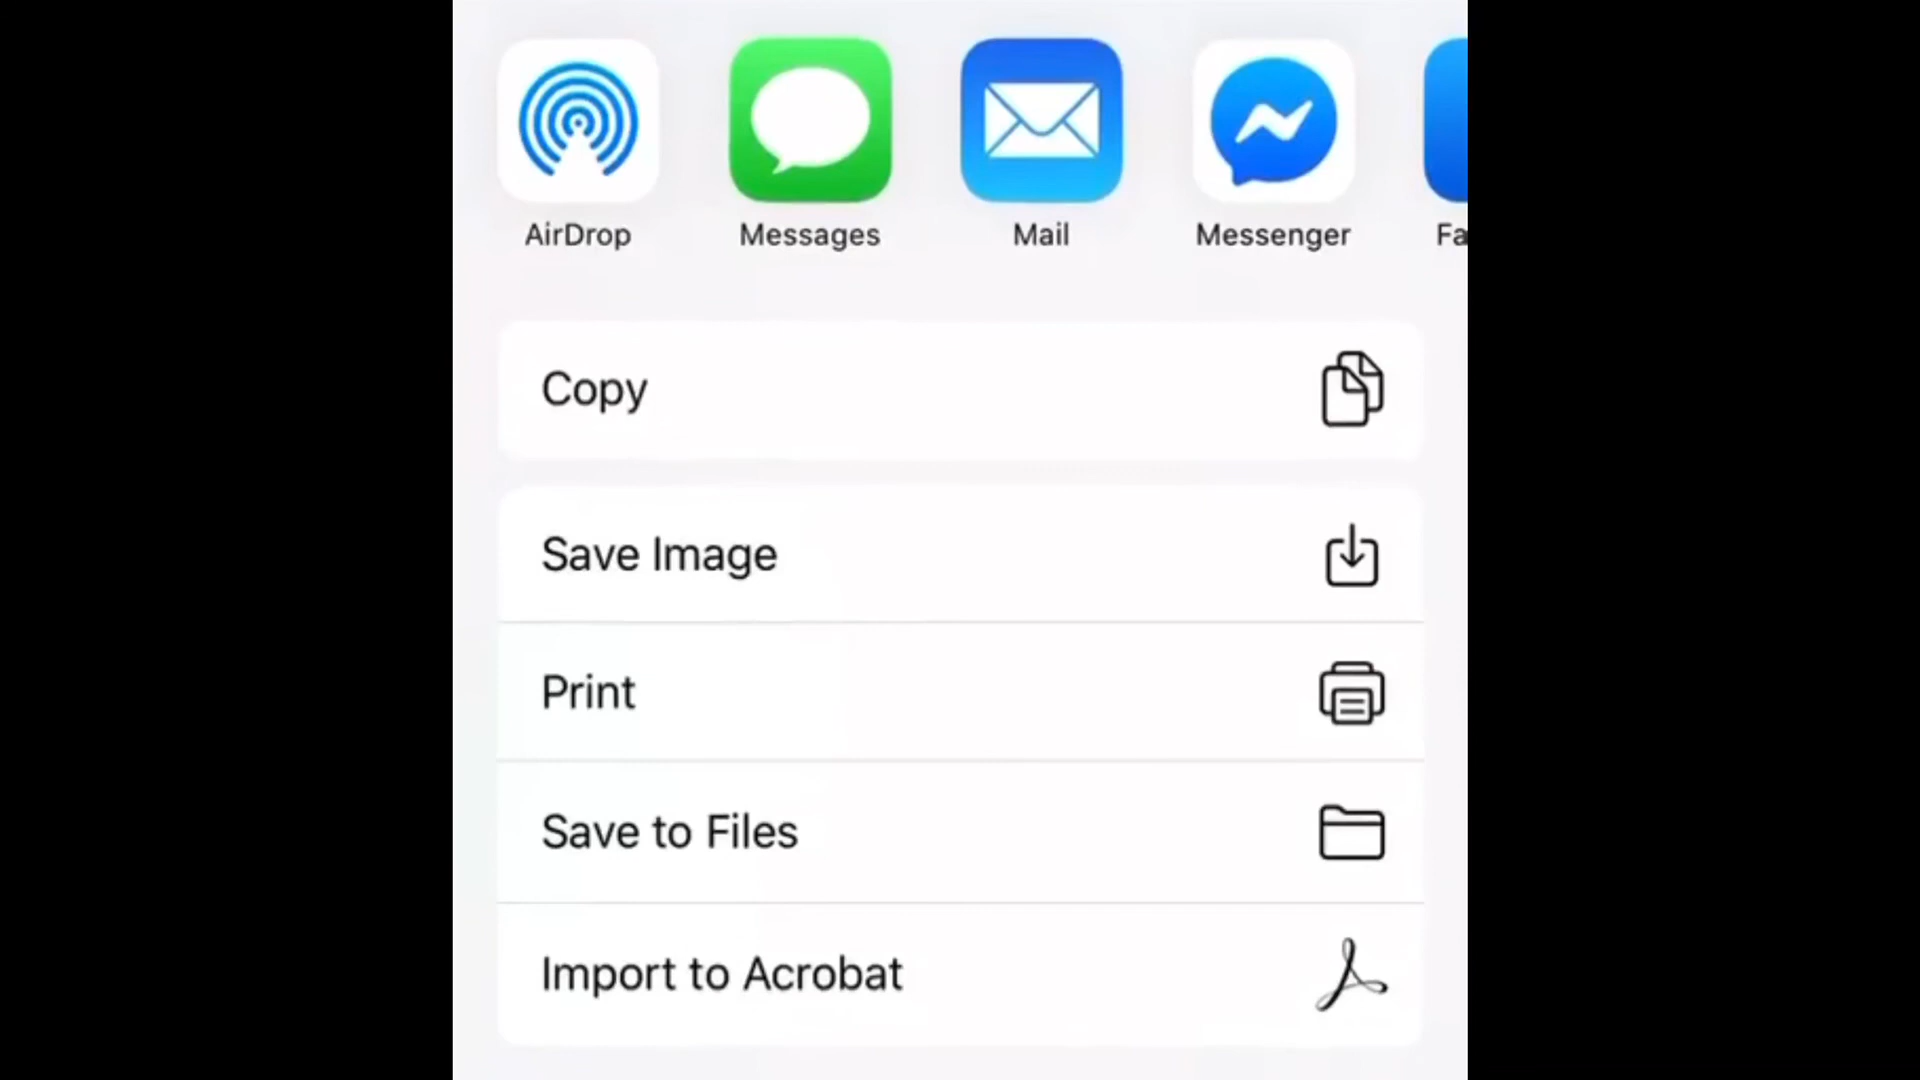 AirDrop
Messages
Mail
Messenger
Fa
Copy
Save Image
Print
Save to Files
Import to Acrobat